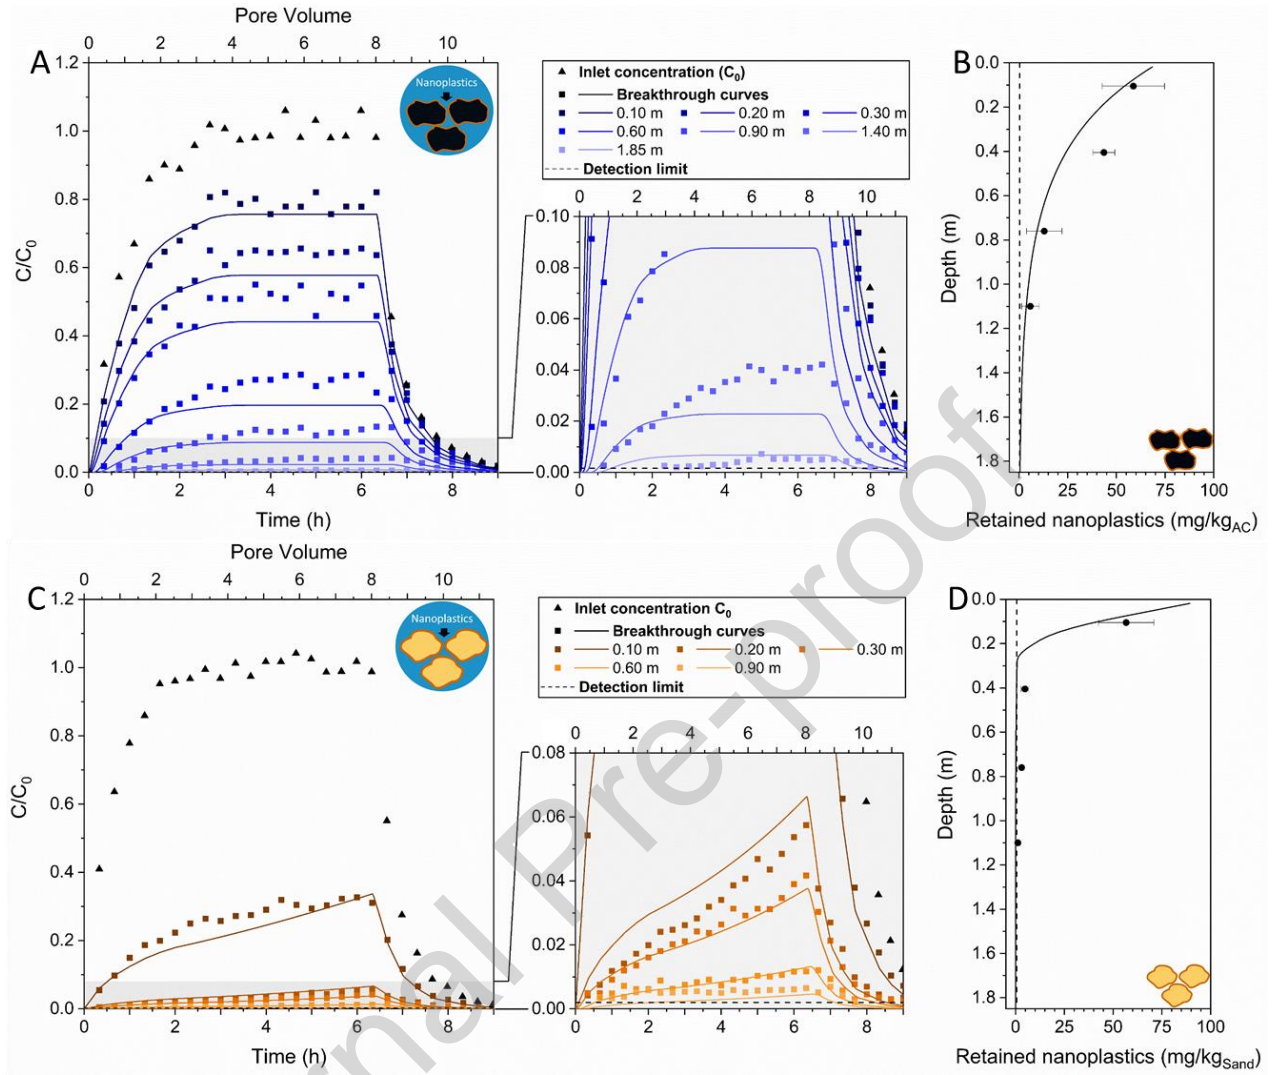 Pore Volume
0 2 4 6 8 10
A
1.2
1.0
0.8
0.6
0.4
0.2
0.0
C/C0
Nanoplastics
0 2 4 6 8
Time (h)
Inlet concentration (C0)
Breakthrough curves
0.10 m 0.20 m 0.30 m
0.60 m 0.90 m 1.40 m
1.85 m
Detection limit
0 2 4 6 8 10
0.10
0.08
0.06
0.04
0.02
0.00
0 2 4 6 8
B
0.0
0.2
0.4
0.6
0.8
1.0
1.2
1.4
1.6
1.8
Depth (m)
0 25 50 75 100
Retained nanoplastics (mg/kgAC)
Pore Volume
0 2 4 6 8 10
C
1.2
1.0
0.8
0.6
0.4
0.2
0.0
C/C0
Nanoplastics
0 2 4 6 8
Time (h)
Inlet concentration C0
Breakthrough curves
0.10 m 0.20 m 0.30 m
0.60 m 0.90 m
Detection limit
0 2 4 6 8 10
0.08
0.06
0.04
0.02
0.00
0 2 4 6 8
D
0.0
0.2
0.4
0.6
0.8
1.0
1.2
1.4
1.6
1.8
Depth (m)
0 25 50 75 100
Retained nanoplastics (mg/kgSand)
rnal Pre-proof